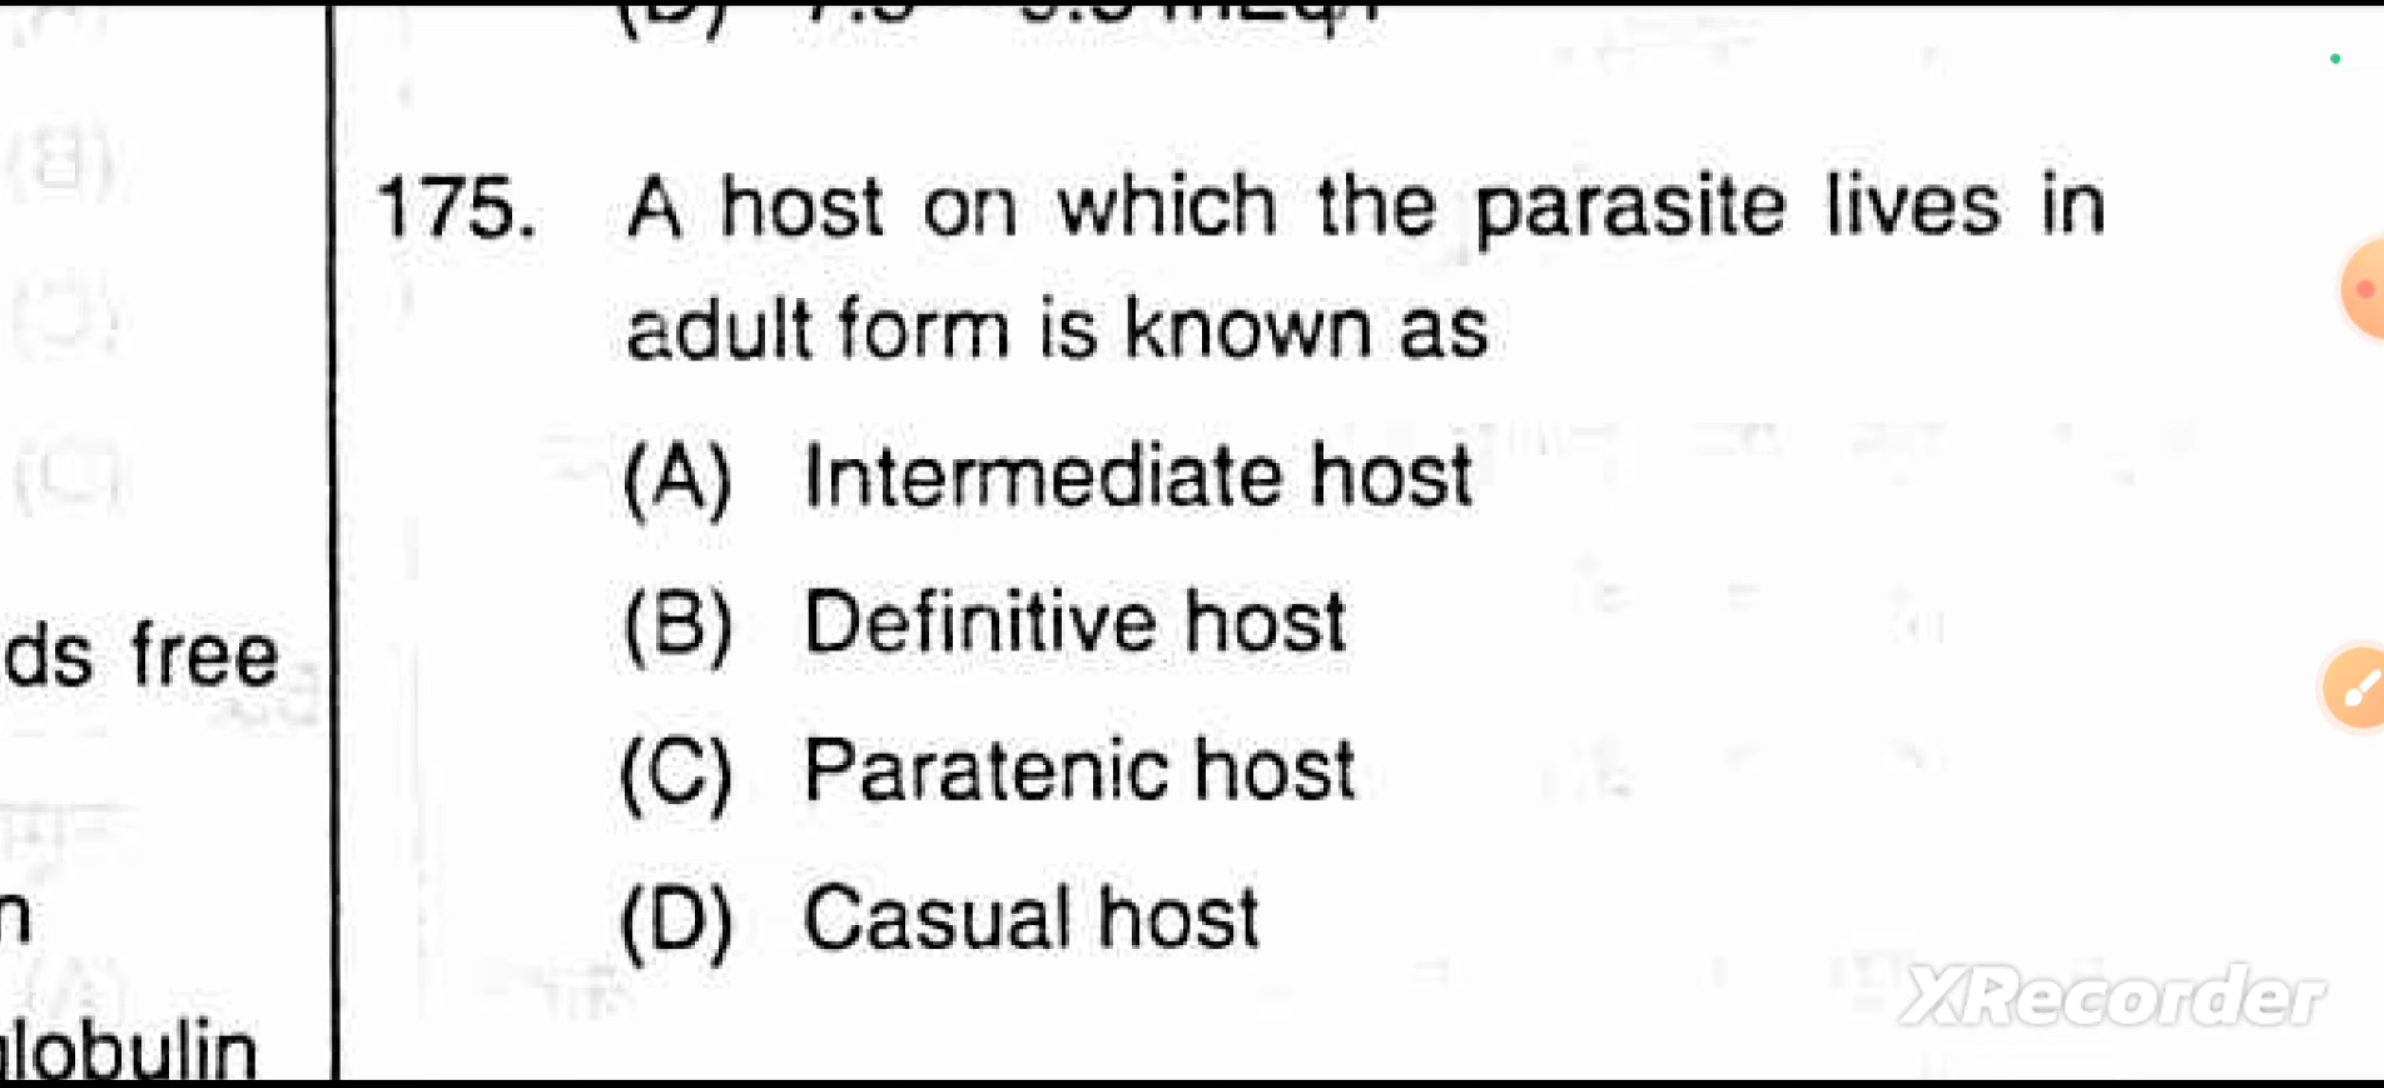 175. A host on which the parasite lives in
adult form is known as
(A) Intermediate host
(B) Definitive host
(C) Paratenic host
(D) Casual host
ds free
n
globulin
XRecorder